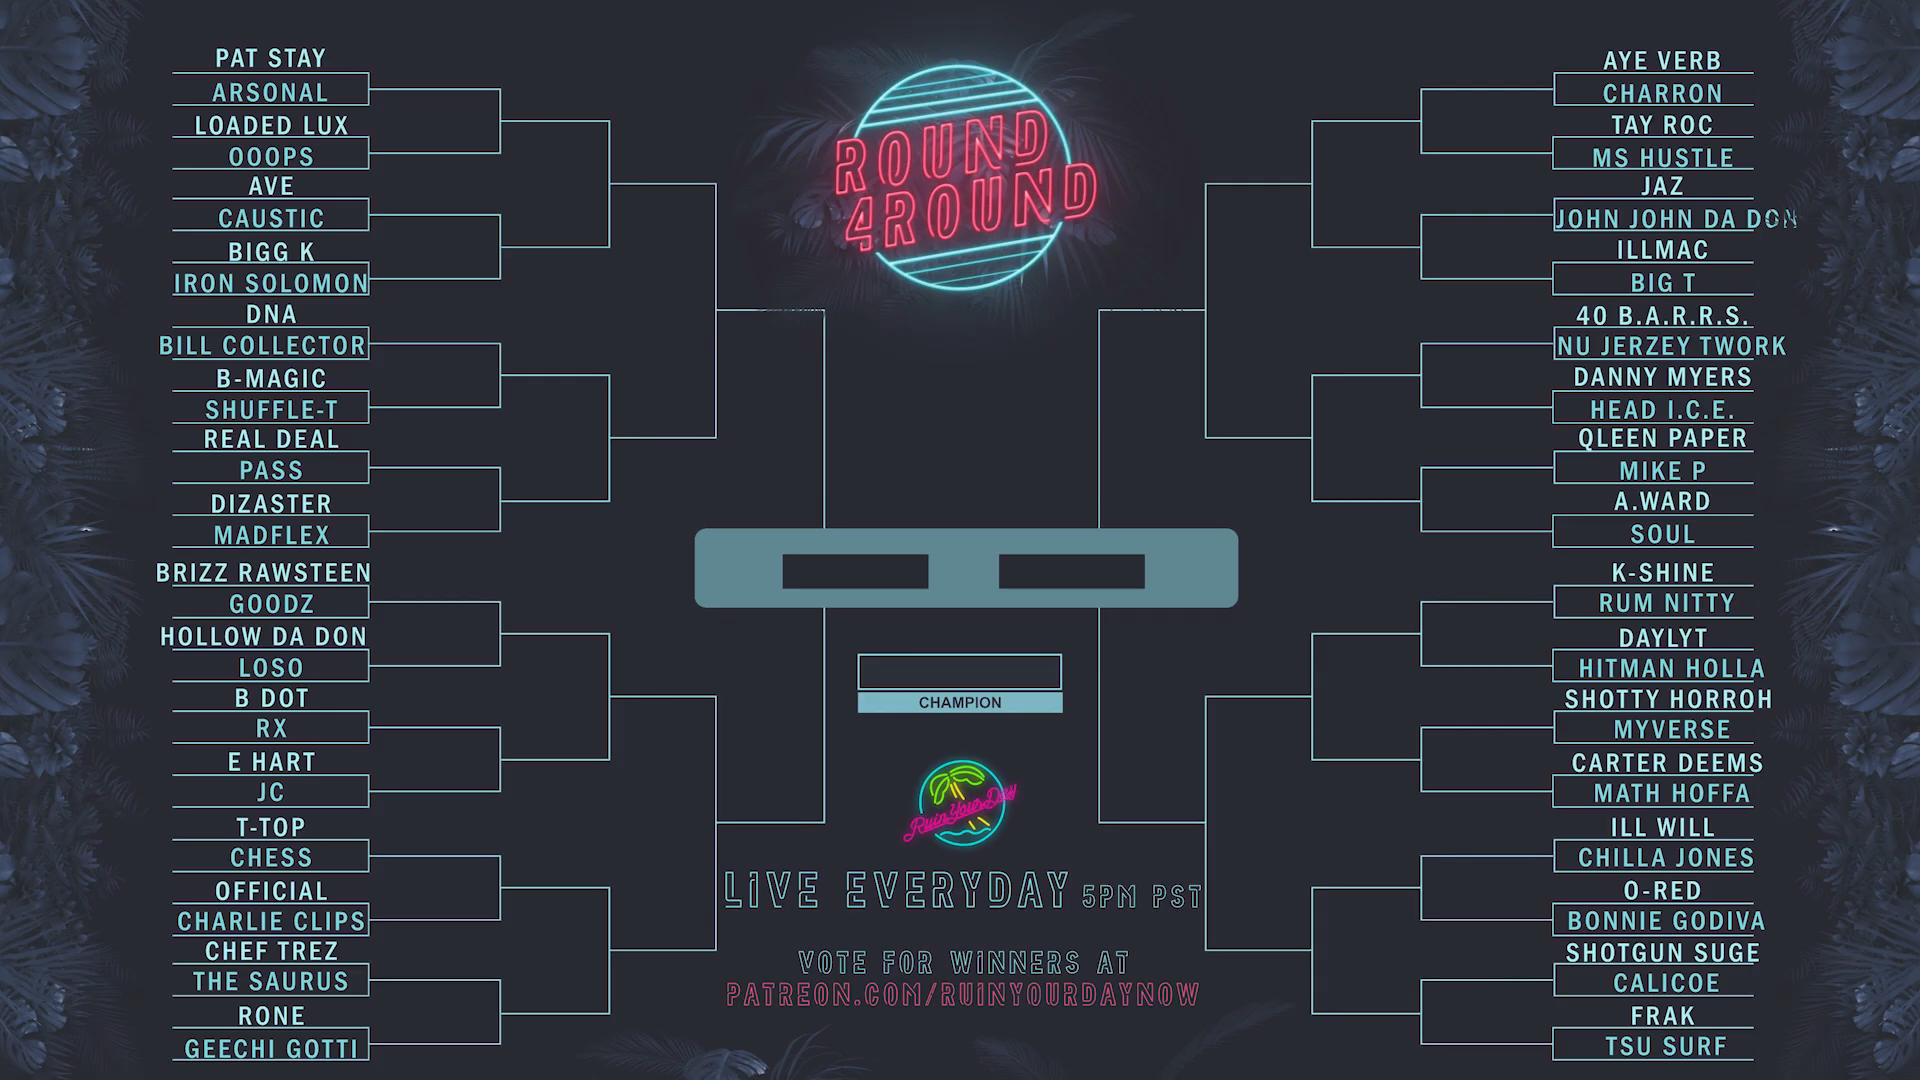 PAT STAY
ARSONAL
LOADED LUX
OOOPS
AVE
CAUSTIC
BIGG K
IRON SOLOMON
DNA
BILL COLLECTOR
B-MAGIC
SHUFFLE-T
REAL DEAL
PASS
DIZASTER
MADFLEX
BRIZZ RAWSTEEN
GOODZ
HOLLOW DA DON
LOSO
B DOT
RX
E HART
JC
T-TOP
CHESS
OFFICIAL
CHARLIE CLIPS
CHEF TREZ
THE SAURUS
RONE
GEECHI GOTTI
ROUND
4ROUND
CHAMPION
Ruin Your Day
LIVE EVERYDAY 5PM PST
VOTE FOR WINNERS AT
PATREON.COM/RUINYOURDAYNOW
AYE VERB
CHARRON
TAY ROC
MS HUSTLE
JAZ
JOHN JOHN DA DON
ILLMAC
BIG T
40 B.A.R.R.S.
NU JERZEY TWORK
DANNY MYERS
HEAD I.C.E.
QLEEN PAPER
MIKE P
A.WARD
SOUL
K-SHINE
RUM NITTY
DAYLYT
HITMAN HOLLA
SHOTTY HORROH
MYVERSE
CARTER DEEMS
MATH HOFFA
ILL WILL
CHILLA JONES
O-RED
BONNIE GODIVA
SHOTGUN SUGE
CALICOE
FRAK
TSU SURF